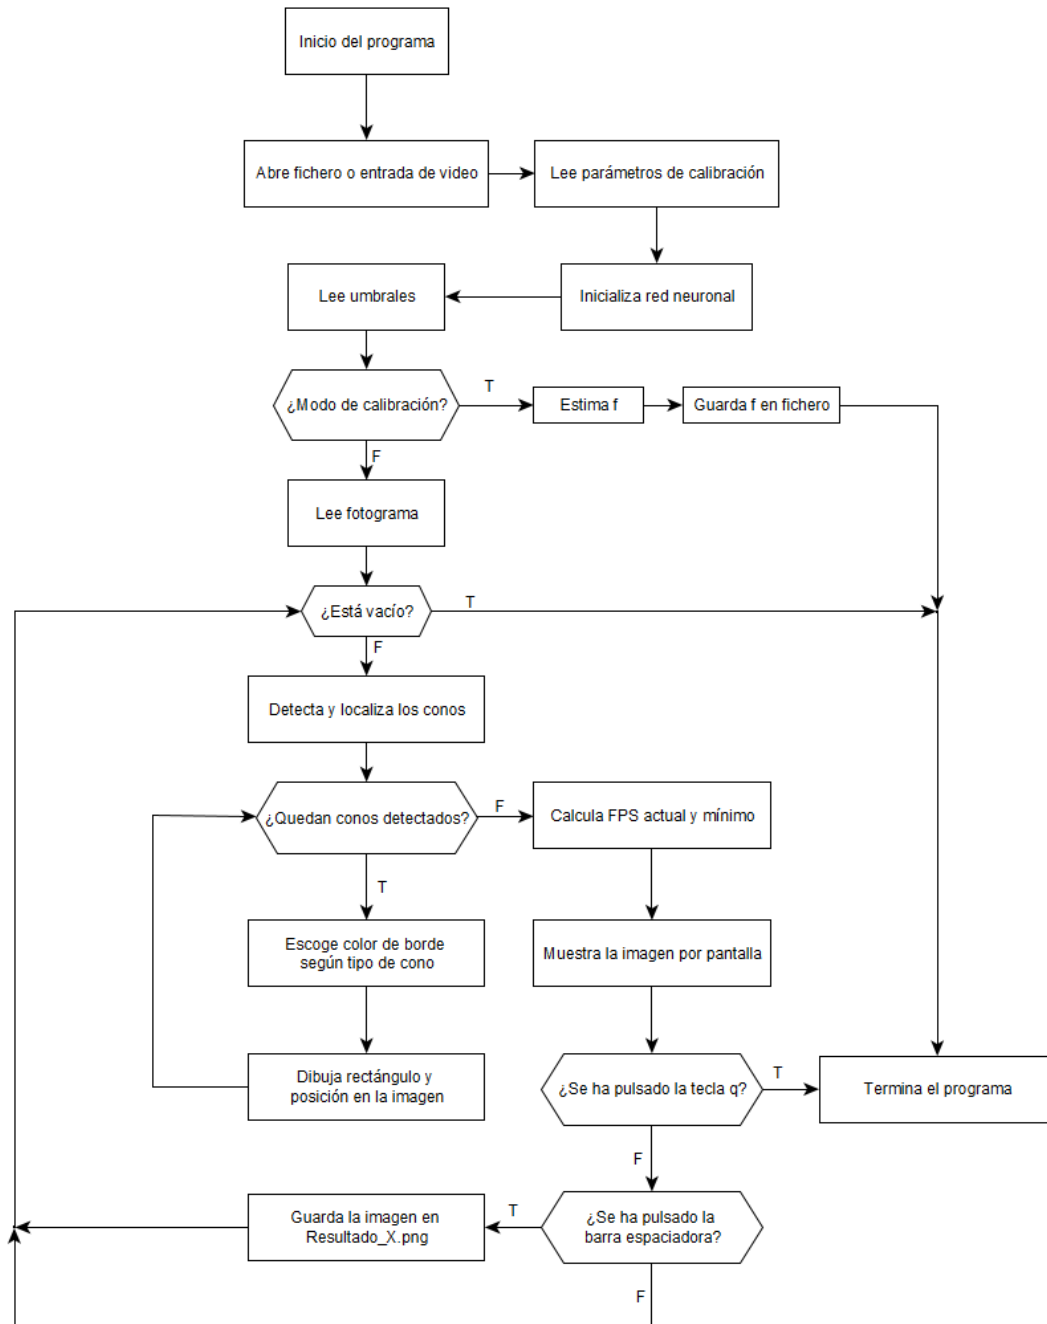 Inicio del programa
Abre fichero o entrada de video
Lee parámetros de calibración
Inicializa red neuronal
Lee umbrales
¿Modo de calibración?
T
Estima f
Guarda f en fichero
F
Lee fotograma
¿Está vacío?
T
F
Detecta y localiza los conos
¿Quedan conos detectados?
F
Calcula FPS actual y mínimo
T
Escoge color de borde
según tipo de cono
Muestra la imagen por pantalla
Dibuja rectángulo y
posición en la imagen
¿Se ha pulsado la tecla q?
T
Termina el programa
F
¿Se ha pulsado la
barra espaciadora?
T
Guarda la imagen en
Resultado_X.png
F